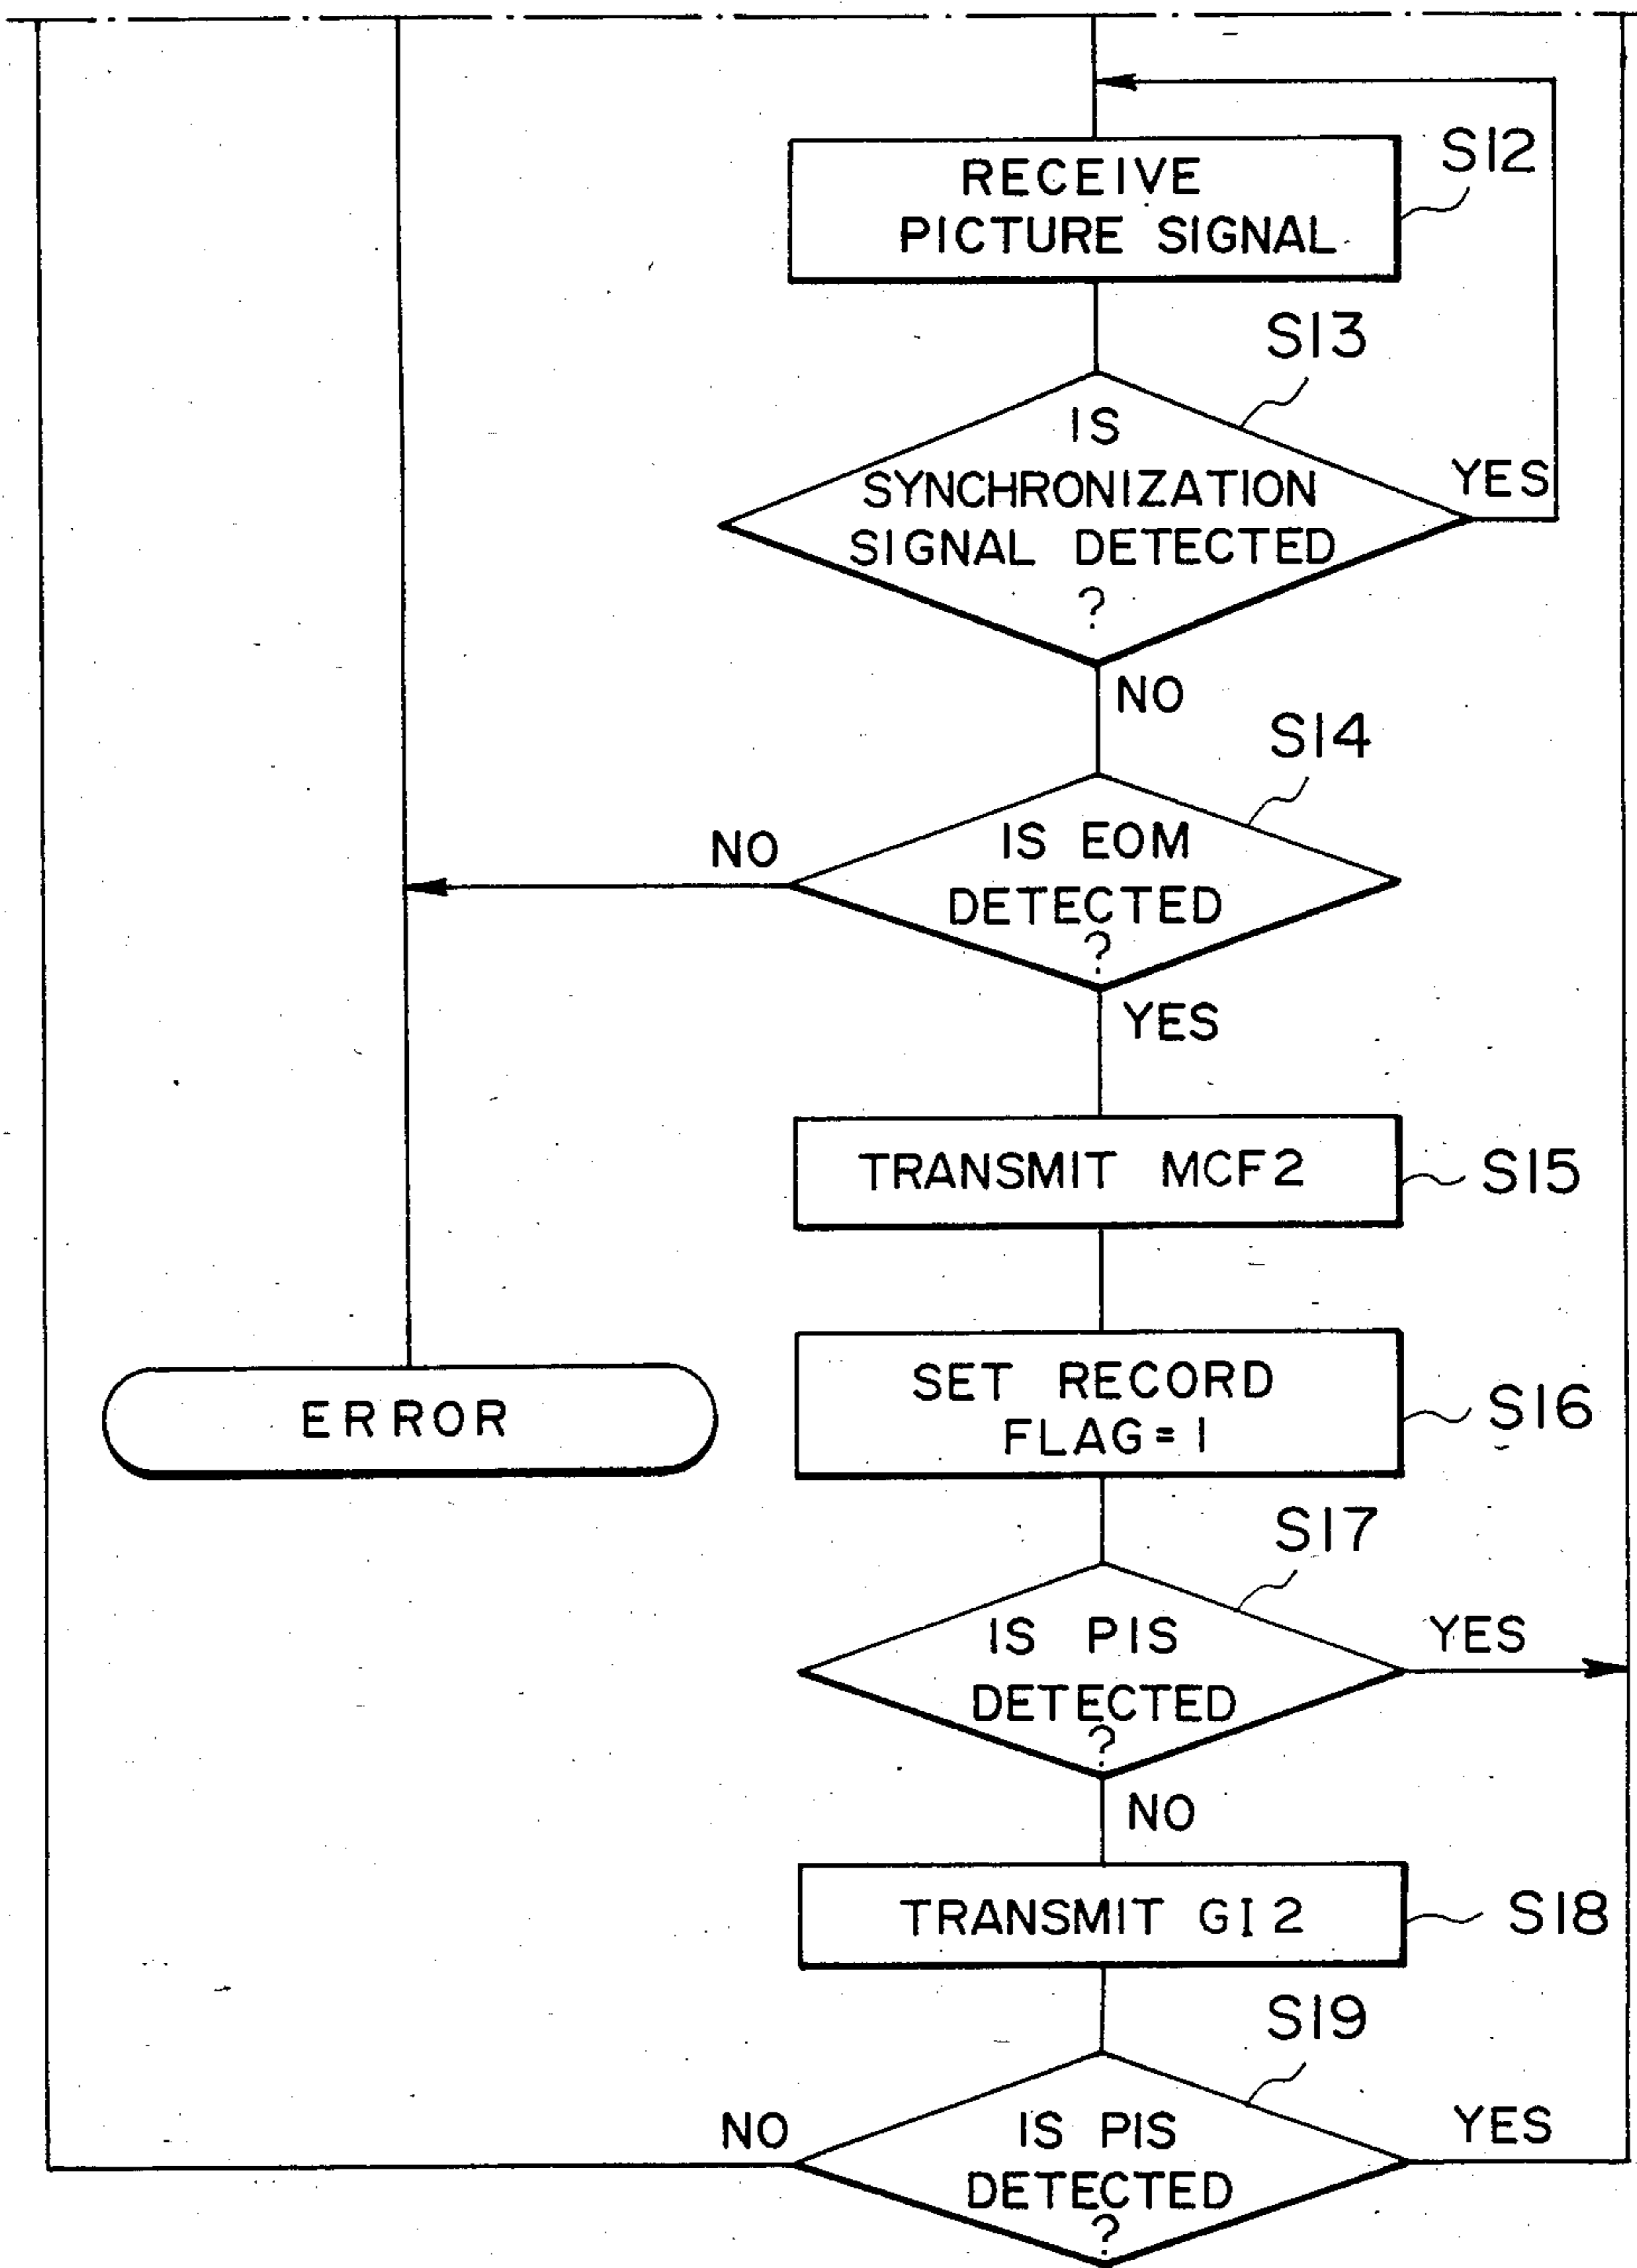 RECEIVE
PICTURE SIGNAL
S12
S13
IS
SYNCHRONIZATION
SIGNAL DETECTED
?
YES
NO
S14
IS EOM
DETECTED
?
NO
YES
TRANSMIT MCF2
S15
SET RECORD
FLAG=1
S16
ERROR
S17
IS PIS
DETECTED
?
YES
NO
TRANSMIT GI2
S18
S19
IS PIS
DETECTED
?
NO
YES